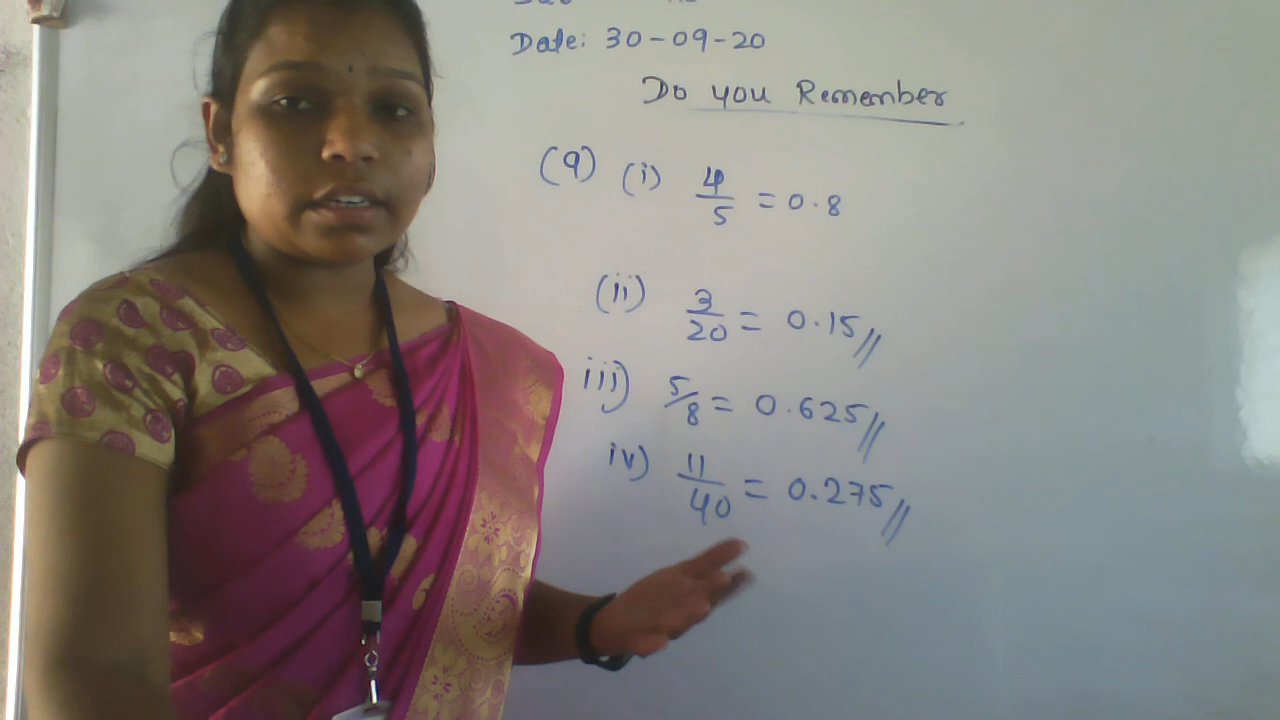 Date: 30-09-20
Do you Remember
(9) (i) 4/5 = 0.8
(ii) 3/20 = 0.15//
iii) 5/8 = 0.625//
iv) 11/40 = 0.275//